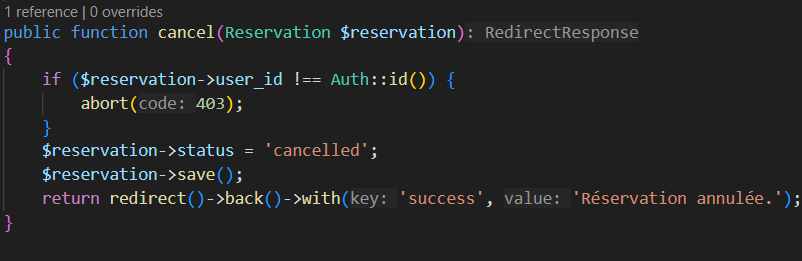 1 reference | 0 overrides
public function cancel(Reservation $reservation): RedirectResponse
{
    if ($reservation->user_id !== Auth::id()) {
        abort(code: 403);
    }
    $reservation->status = 'cancelled';
    $reservation->save();
    return redirect()->back()->with(key: 'success', value: 'Réservation annulée.');
}